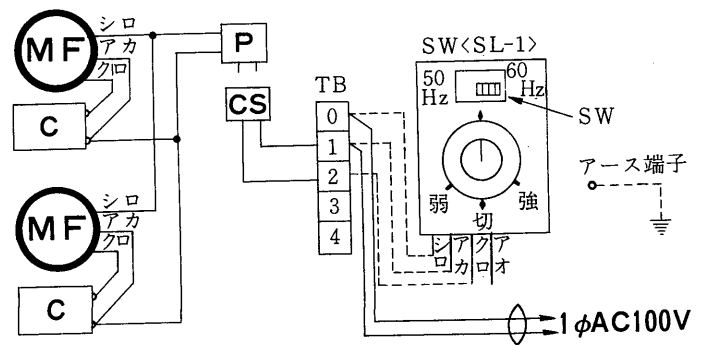 MF
シロ
アカ
クロ
C
P
CS
TB
0
1
2
3
4
SW<SL-1>
50
Hz
60
Hz
SW
弱
強
切
シロ
アカ
クロ
アオ
アース端子
MF
シロ
アカ
クロ
C
1φAC100V